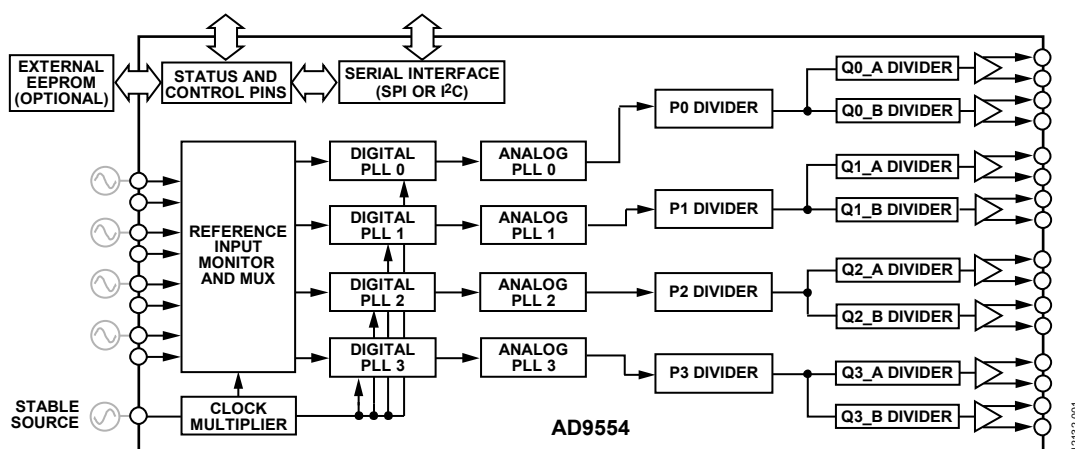 EXTERNAL
EEPROM
(OPTIONAL)
STATUS AND
CONTROL PINS
SERIAL INTERFACE
(SPI OR I²C)
Q0_A DIVIDER
P0 DIVIDER
Q0_B DIVIDER
DIGITAL
PLL 0
ANALOG
PLL 0
Q1_A DIVIDER
P1 DIVIDER
Q1_B DIVIDER
DIGITAL
PLL 1
ANALOG
PLL 1
REFERENCE
INPUT
MONITOR
AND MUX
Q2_A DIVIDER
DIGITAL
PLL 2
ANALOG
PLL 2
P2 DIVIDER
Q2_B DIVIDER
DIGITAL
PLL 3
ANALOG
PLL 3
P3 DIVIDER
Q3_A DIVIDER
Q3_B DIVIDER
STABLE
SOURCE
CLOCK
MULTIPLIER
AD9554